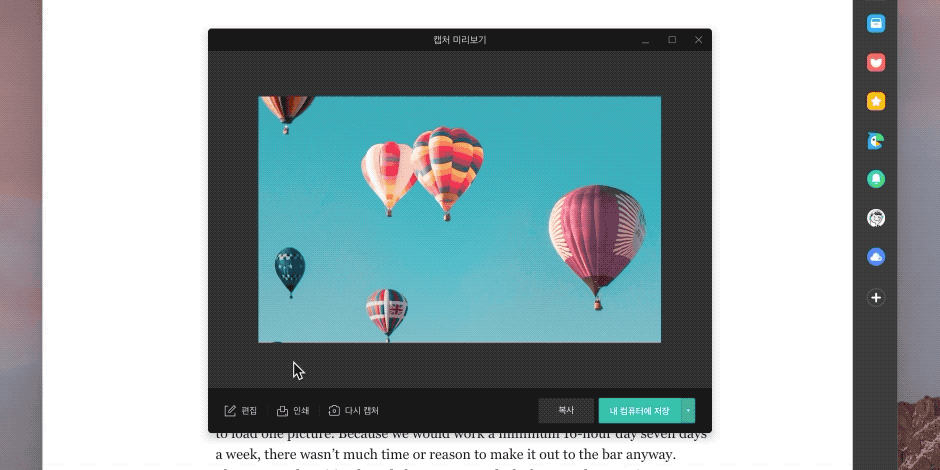 캡처 미리보기
편집
인쇄
다시 캡처
복사
내 컴퓨터에 저장
to load one picture. Because we would work a minimum 16-hour day seven days
a week, there wasn't much time or reason to make it out to the bar anyway.